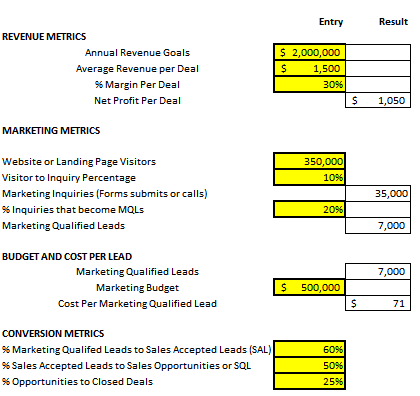 Entry Result
REVENUE METRICS
Annual Revenue Goals $ 2,000,000
Average Revenue per Deal $ 1,500
% Margin Per Deal 30%
Net Profit Per Deal $ 1,050
MARKETING METRICS
Website or Landing Page Visitors 350,000
Visitor to Inquiry Percentage 10%
Marketing Inquiries (Forms submits or calls) 35,000
% Inquiries that become MQLs 20%
Marketing Qualified Leads 7,000
BUDGET AND COST PER LEAD
Marketing Qualified Leads 7,000
Marketing Budget $ 500,000
Cost Per Marketing Qualified Lead $ 71
CONVERSION METRICS
% Marketing Qualifed Leads to Sales Accepted Leads (SAL) 60%
% Sales Accepted Leads to Sales Opportunities or SQL 50%
% Opportunities to Closed Deals 25%